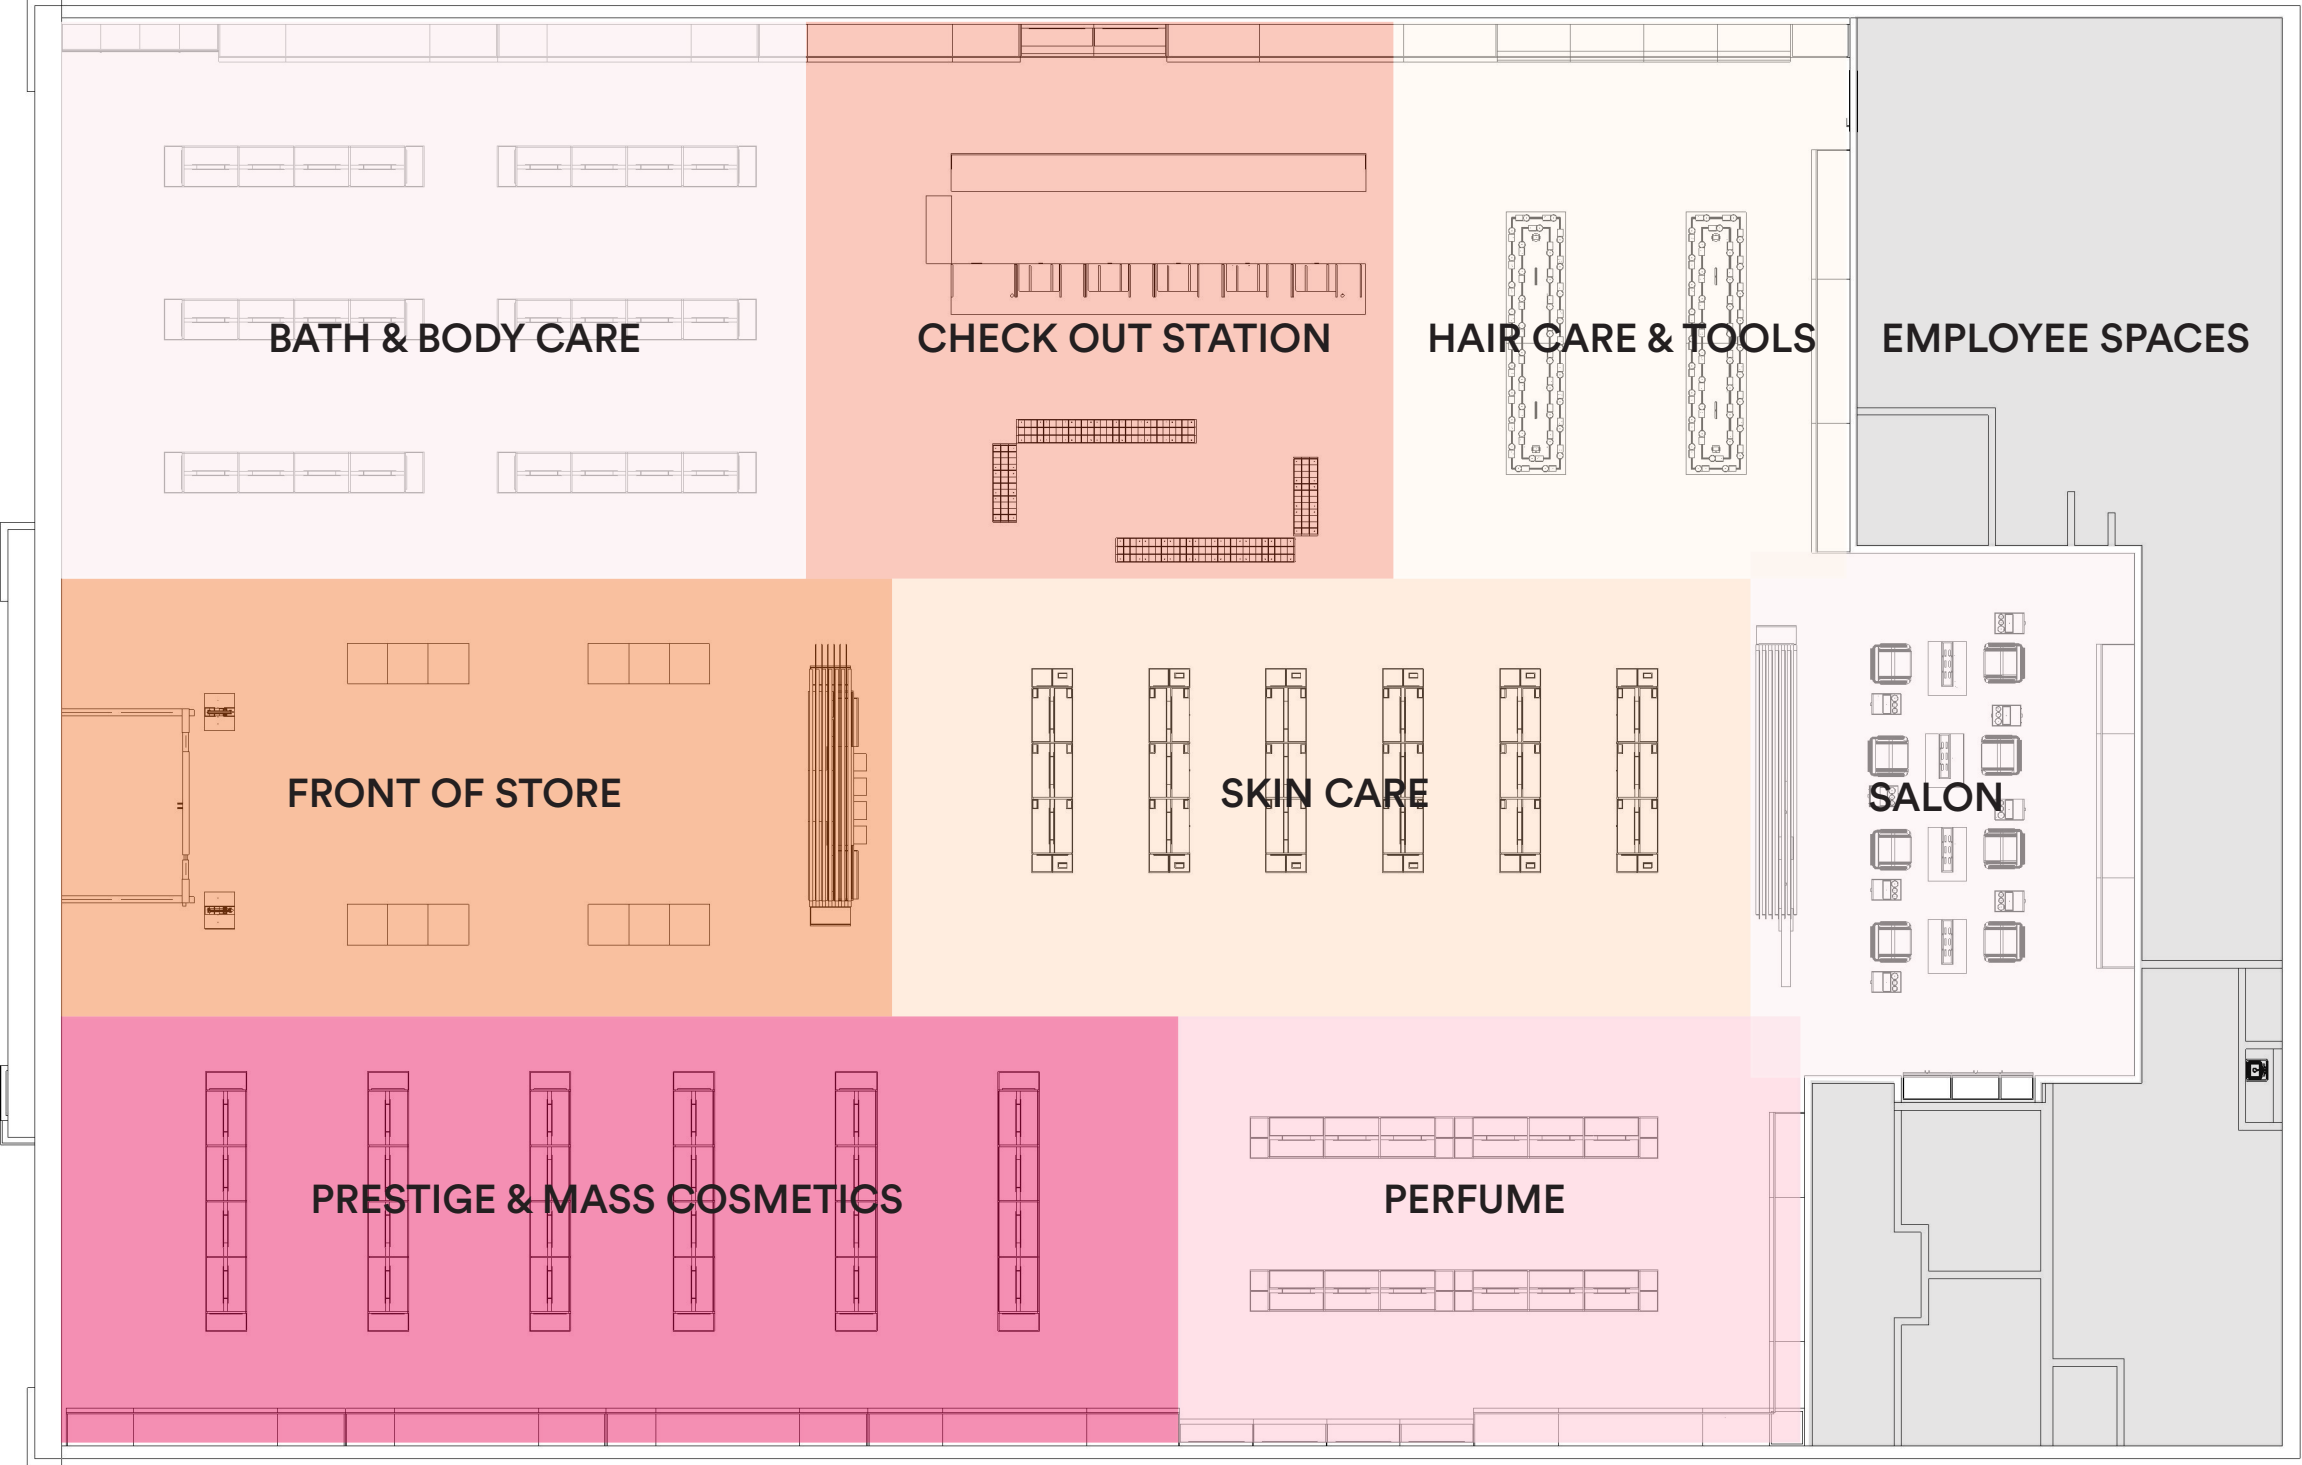 BATH & BODY CARE
CHECK OUT STATION
HAIR CARE & TOOLS
EMPLOYEE SPACES
FRONT OF STORE
SKIN CARE
SALON
PRESTIGE & MASS COSMETICS
PERFUME